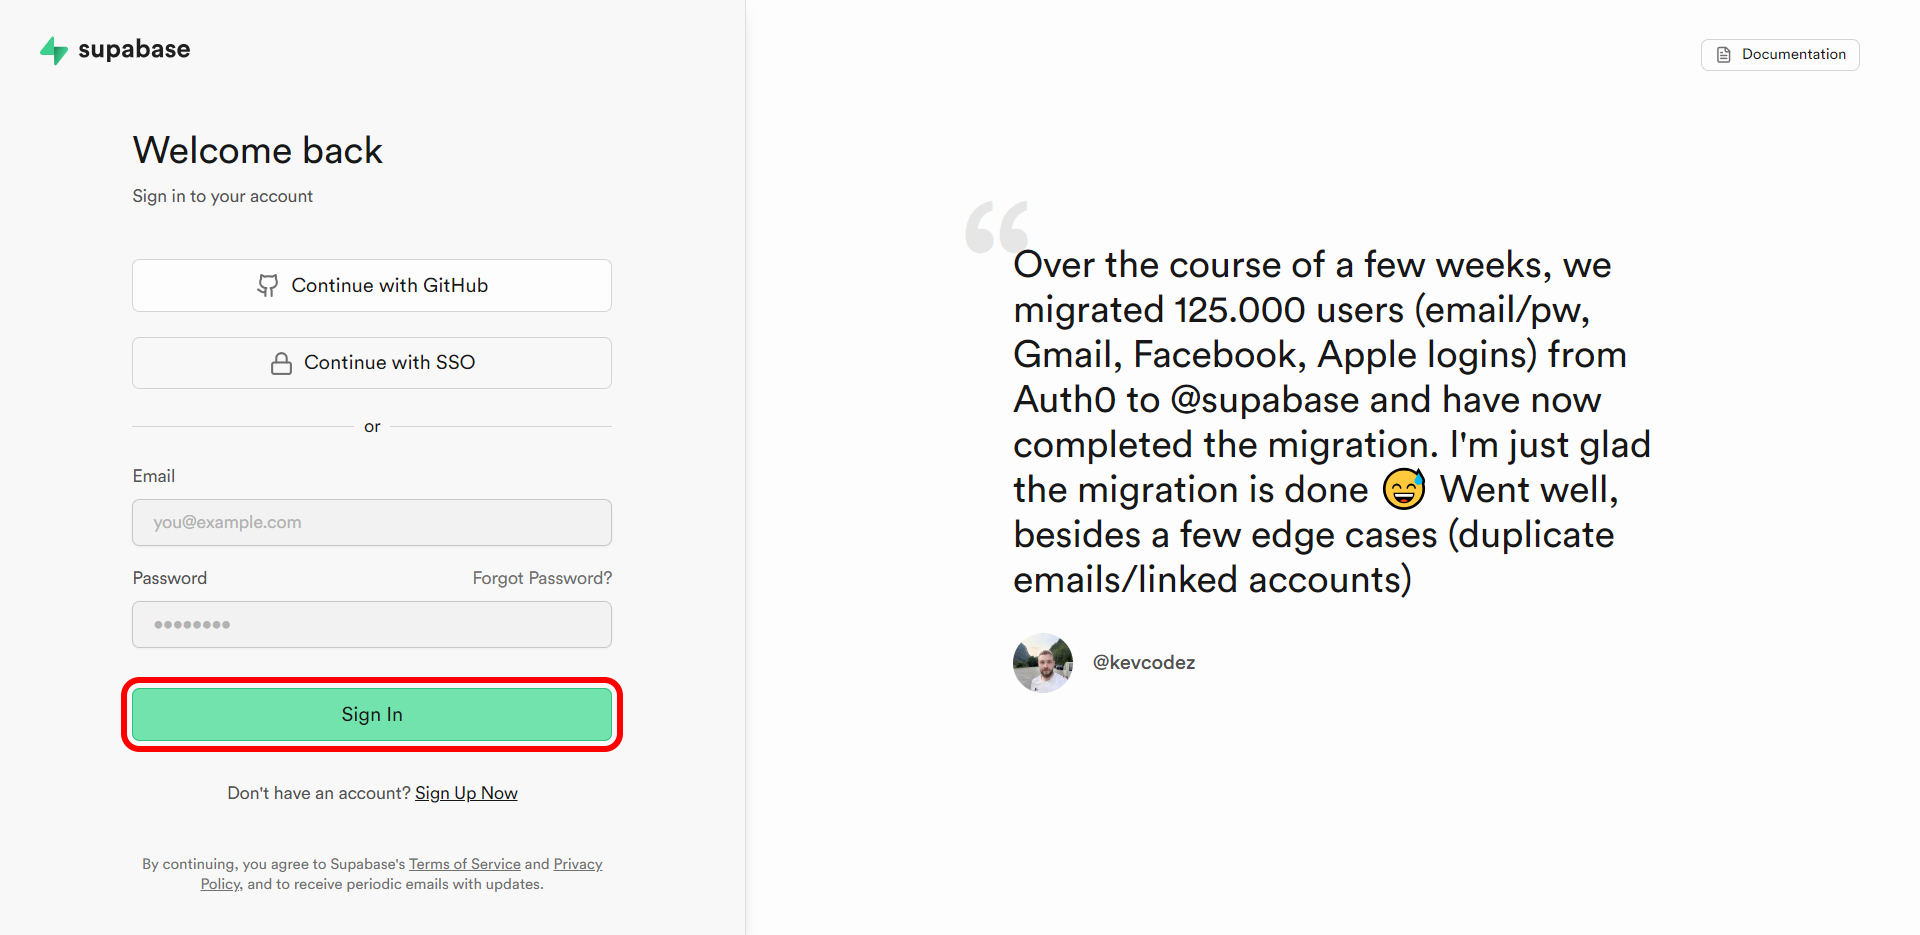 supabase
Documentation
Welcome back
Sign in to your account
Continue with GitHub
Continue with SSO
or
Email
you@example.com
Password
Forgot Password?
••••••••
Sign In
Don't have an account? Sign Up Now
By continuing, you agree to Supabase's Terms of Service and Privacy
Policy, and to receive periodic emails with updates.
“
Over the course of a few weeks, we
migrated 125.000 users (email/pw,
Gmail, Facebook, Apple logins) from
Auth0 to @supabase and have now
completed the migration. I'm just glad
the migration is done 😅 Went well,
besides a few edge cases (duplicate
emails/linked accounts)
@kevcodez